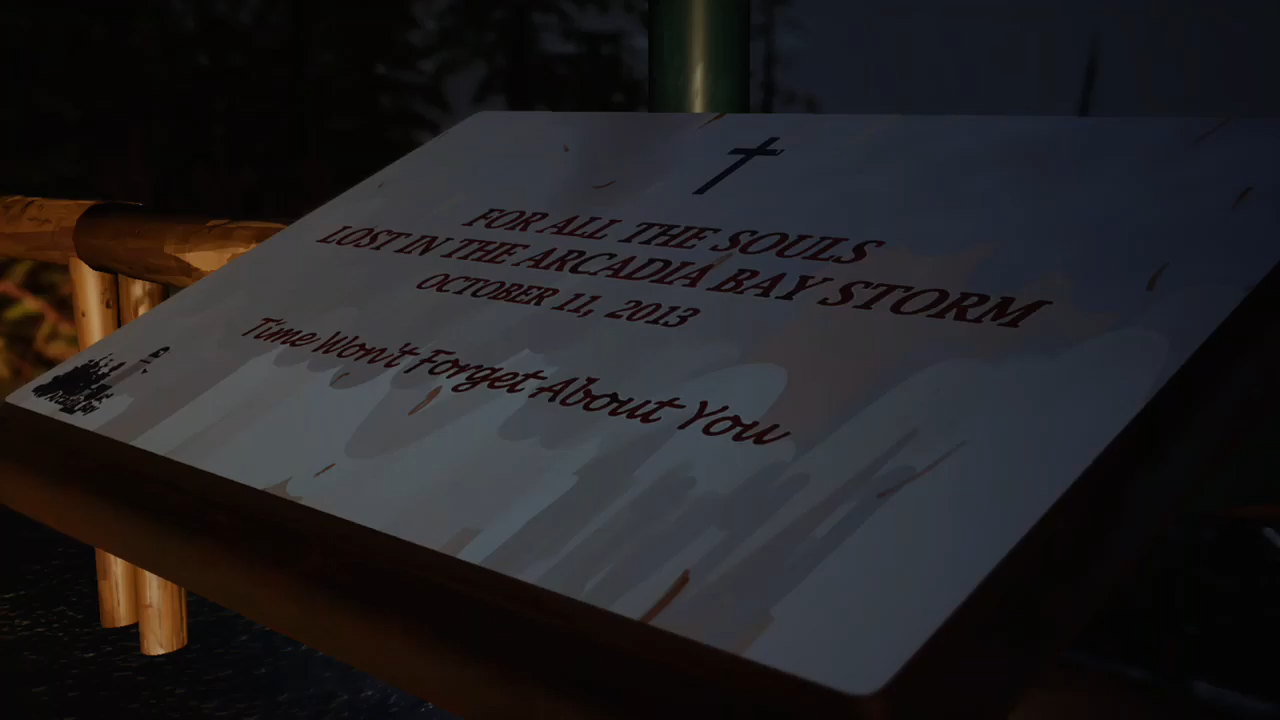 FOR ALL THE SOULS
LOST IN THE ARCADIA BAY STORM
OCTOBER 11, 2013
Time Won't Forget About You